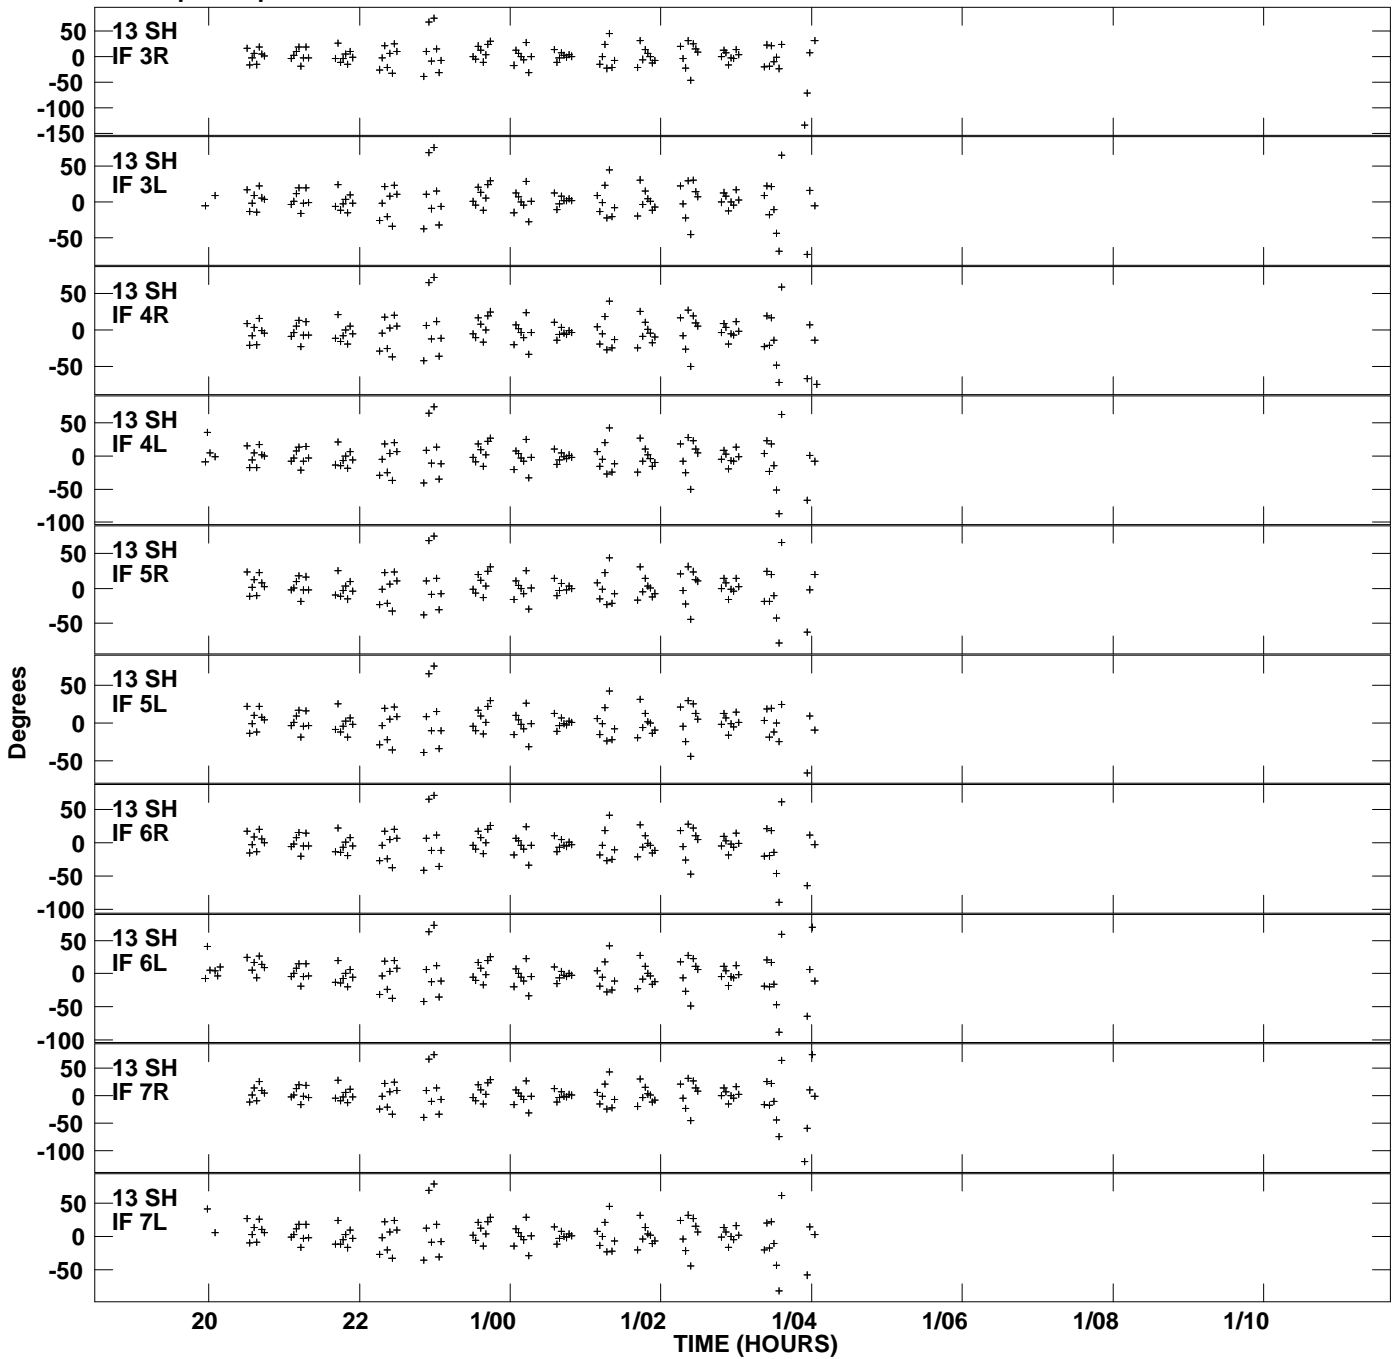 50
0
-50
-100
-150
13 SH
IF 3R
50
0
-50
13 SH
IF 3L
50
0
-50
13 SH
IF 4R
50
0
-50
-100
13 SH
IF 4L
50
0
-50
13 SH
IF 5R
50
0
-50
13 SH
IF 5L
50
0
-50
-100
13 SH
IF 6R
50
0
-50
-100
13 SH
IF 6L
50
0
-50
-100
13 SH
IF 7R
50
0
-50
13 SH
IF 7L
Degrees
20 22 1/00 1/02 1/04 1/06 1/08 1/10
TIME (HOURS)